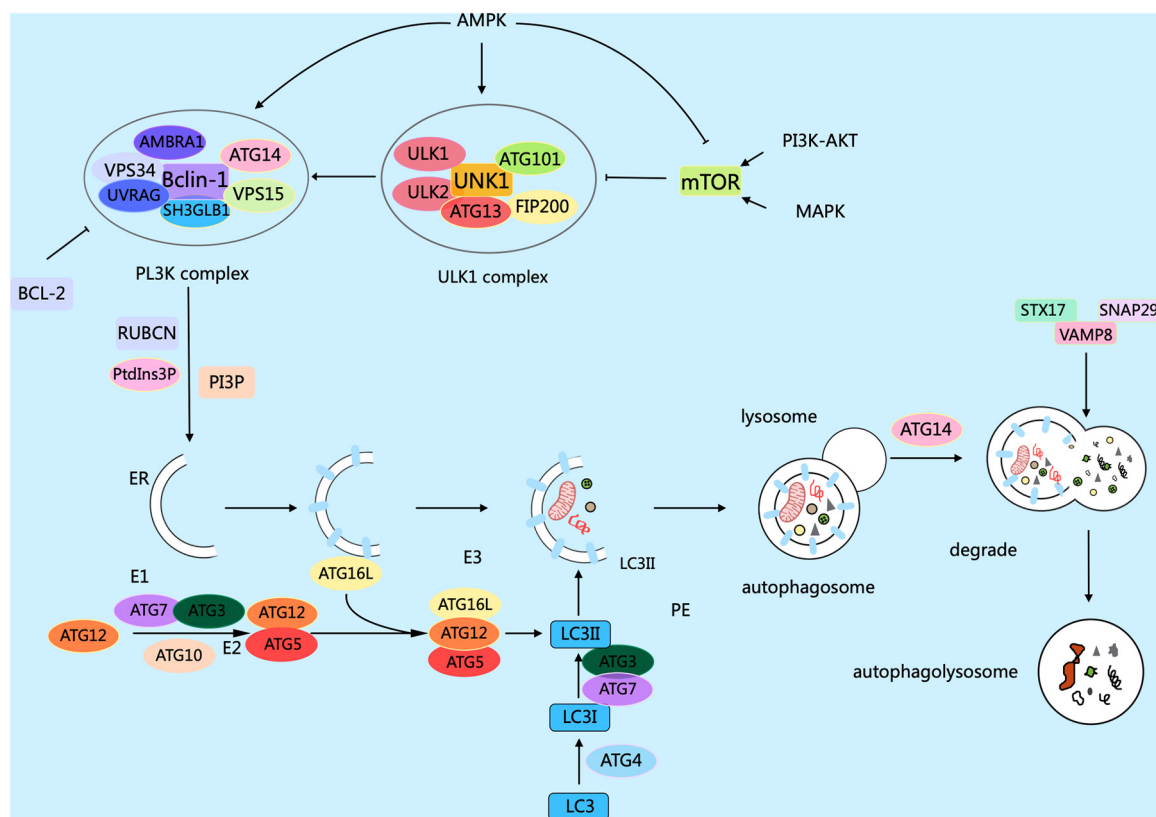 AMPK
AMBRA1
ATG14
VPS34
Bclin-1
UVRAG
VPS15
SH3GLB1
ULK1
ATG101
UNK1
ULK2
FIP200
ATG13
PI3K-AKT
mTOR
MAPK
PL3K complex
ULK1 complex
BCL-2
RUBCN
PtdIns3P
PI3P
STX17
SNAP29
VAMP8
lysosome
ATG14
ER
degrade
E3
LC3II
autophagosome
E1
ATG16L
ATG7
ATG3
ATG12
ATG16L
PE
ATG12
E2
ATG5
ATG12
LC3II
ATG10
ATG5
ATG3
ATG7
autophagolysosome
LC3I
ATG4
LC3